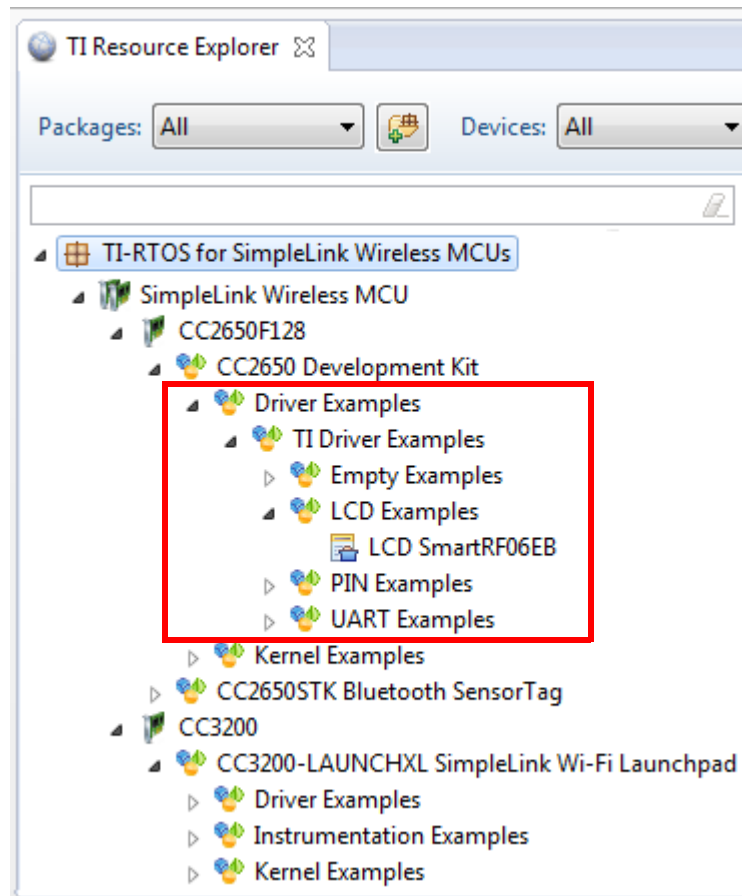 TI Resource Explorer
Packages: All Devices: All
TI-RTOS for SimpleLink Wireless MCUs
SimpleLink Wireless MCU
CC2650F128
CC2650 Development Kit
Driver Examples
TI Driver Examples
Empty Examples
LCD Examples
LCD SmartRF06EB
PIN Examples
UART Examples
Kernel Examples
CC2650STK Bluetooth SensorTag
CC3200
CC3200-LAUNCHXL SimpleLink Wi-Fi Launchpad
Driver Examples
Instrumentation Examples
Kernel Examples